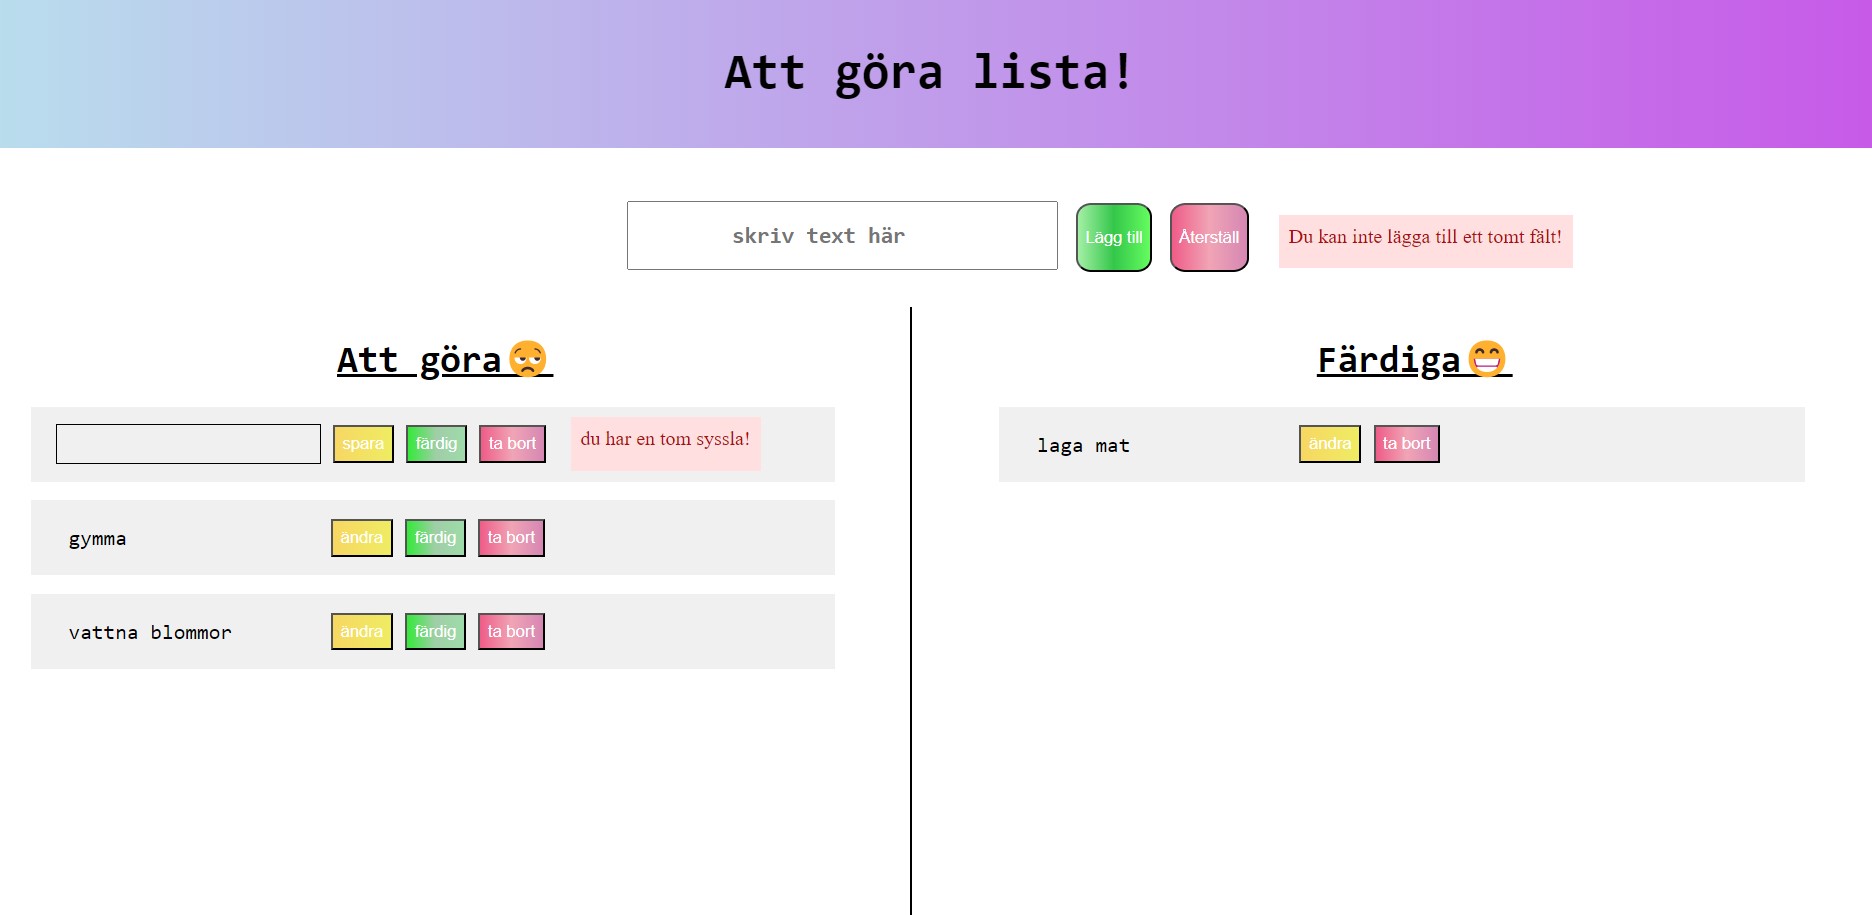 Att göra lista!
skriv text här
Lägg till
Återställ
Du kan inte lägga till ett tomt fält!
Att göra😒
spara
färdig
ta bort
du har en tom syssla!
gymma
ändra
färdig
ta bort
vattna blommor
ändra
färdig
ta bort
Färdiga😁
laga mat
ändra
ta bort